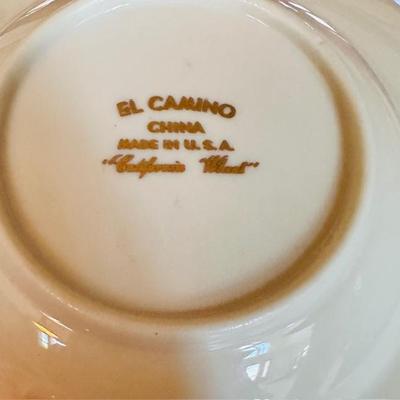 EL CAMINO
CHINA
MADE IN U.S.A.
"California Wheat"